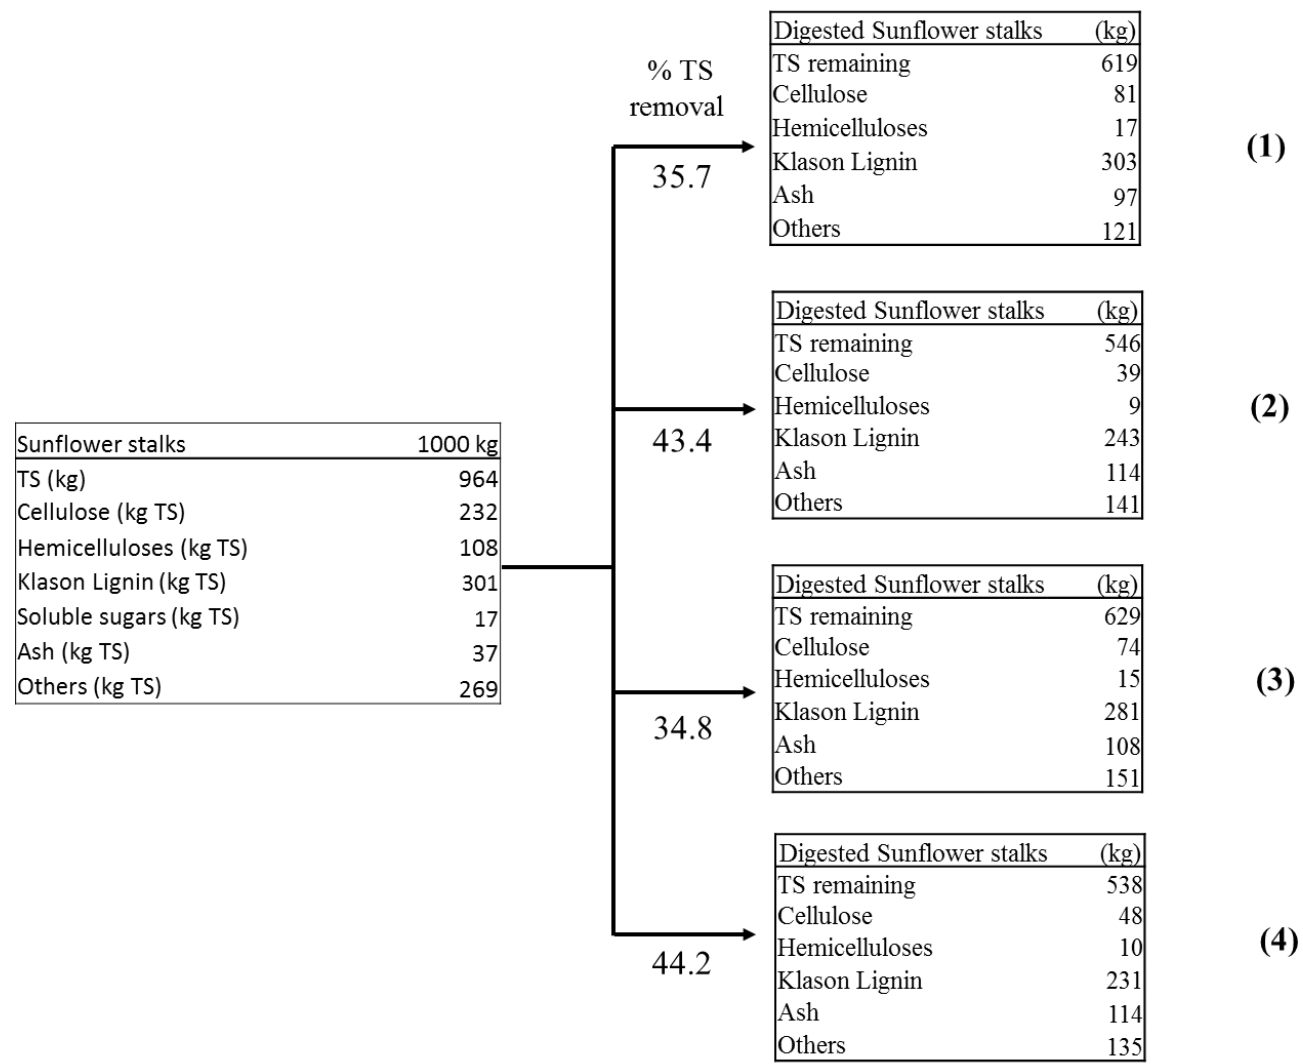 % TS
removal
35.7
Digested Sunflower stalks (kg)
TS remaining 619
Cellulose 81
Hemicelluloses 17
Klason Lignin 303
Ash 97
Others 121
(1)
43.4
Digested Sunflower stalks (kg)
TS remaining 546
Cellulose 39
Hemicelluloses 9
Klason Lignin 243
Ash 114
Others 141
(2)
Sunflower stalks 1000 kg
TS (kg) 964
Cellulose (kg TS) 232
Hemicelluloses (kg TS) 108
Klason Lignin (kg TS) 301
Soluble sugars (kg TS) 17
Ash (kg TS) 37
Others (kg TS) 269
34.8
Digested Sunflower stalks (kg)
TS remaining 629
Cellulose 74
Hemicelluloses 15
Klason Lignin 281
Ash 108
Others 151
(3)
44.2
Digested Sunflower stalks (kg)
TS remaining 538
Cellulose 48
Hemicelluloses 10
Klason Lignin 231
Ash 114
Others 135
(4)